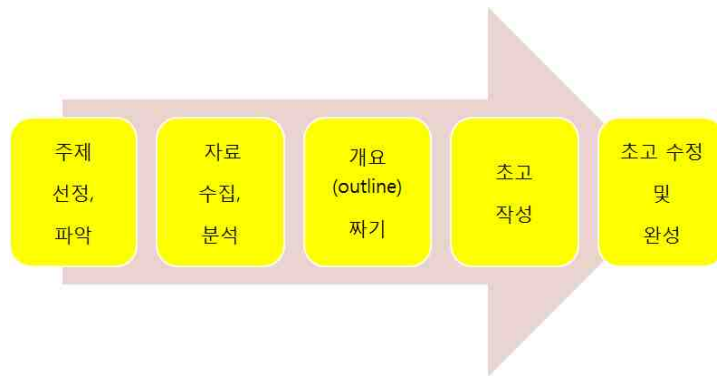 주제
선정,
파악
자료
수집,
분석
개요
(outline)
짜기
초고
작성
초고 수정
및
완성